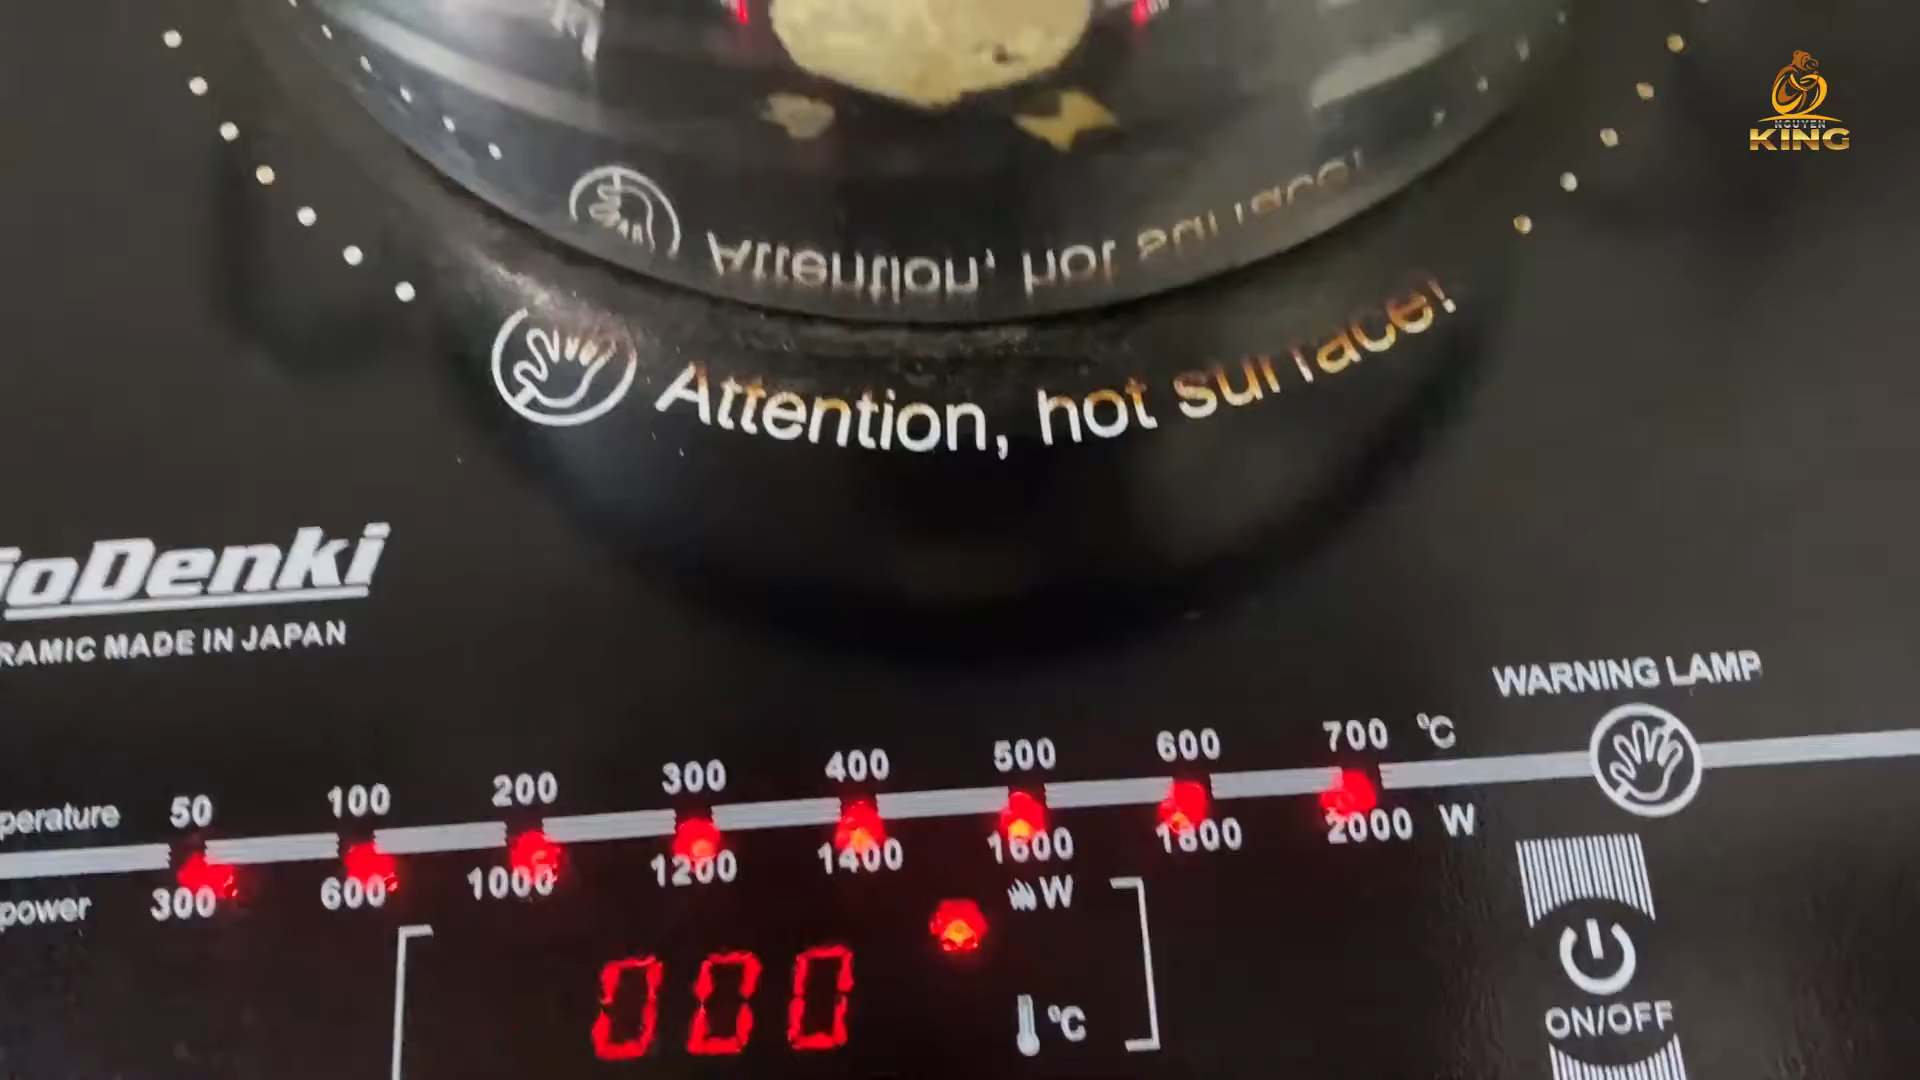 NGUYEN
KING
Attention, hot surface!
Attention, hot surface!
ioDenki
RAMIC MADE IN JAPAN
WARNING LAMP
perature 50 100 200 300 400 500 600 700 °C
power 300 600 1000 1200 1400 1600 1800 2000 W
W
000
°C
ON/OFF